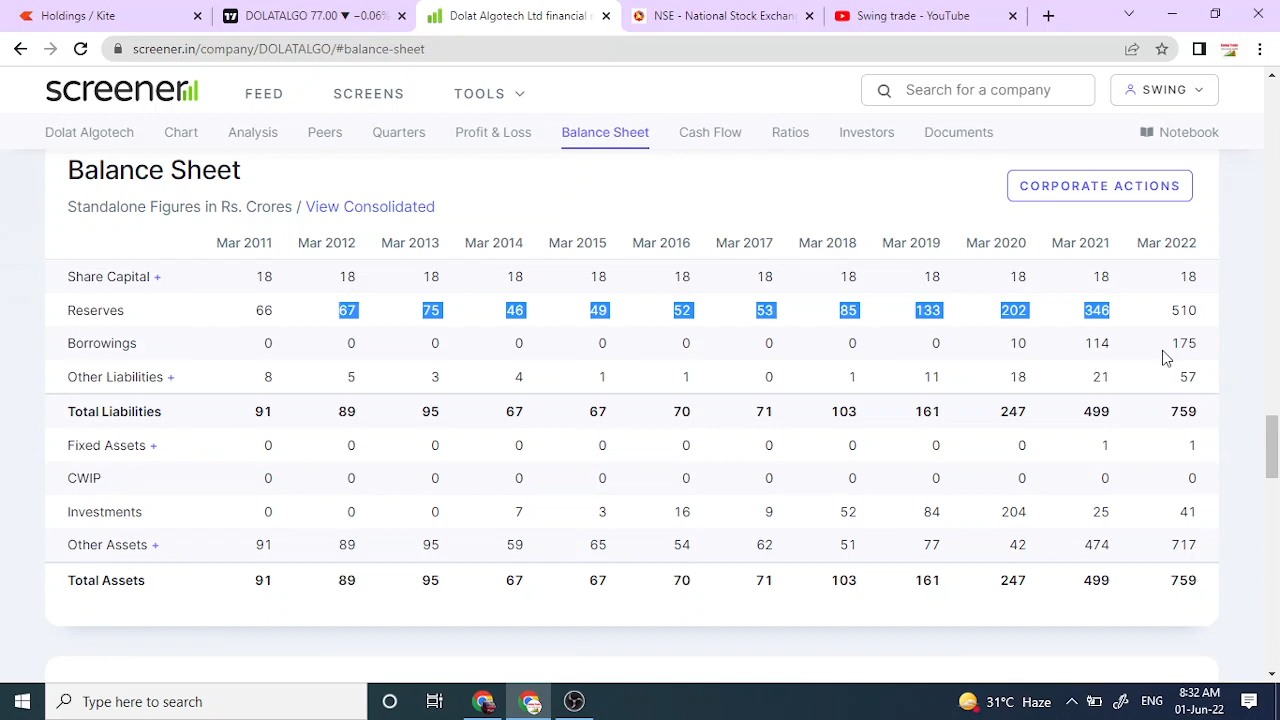 Holdings / Kite
DOLATALGO 77.00 ▼ −0.06%
Dolat Algotech Ltd financial r
NSE - National Stock Exchan
Swing trade - YouTube
screener.in/company/DOLATALGO/#balance-sheet
screener
FEED SCREENS TOOLS
Search for a company
SWING
Dolat Algotech Chart Analysis Peers Quarters Profit & Loss Balance Sheet Cash Flow Ratios Investors Documents Notebook
Balance Sheet
CORPORATE ACTIONS
Standalone Figures in Rs. Crores / View Consolidated
Mar 2011 Mar 2012 Mar 2013 Mar 2014 Mar 2015 Mar 2016 Mar 2017 Mar 2018 Mar 2019 Mar 2020 Mar 2021 Mar 2022
Share Capital + 18 18 18 18 18 18 18 18 18 18 18 18
Reserves 66 67 75 46 49 52 53 85 133 202 346 510
Borrowings 0 0 0 0 0 0 0 0 0 10 114 175
Other Liabilities + 8 5 3 4 1 1 0 1 11 18 21 57
Total Liabilities 91 89 95 67 67 70 71 103 161 247 499 759
Fixed Assets + 0 0 0 0 0 0 0 0 0 0 1 1
CWIP 0 0 0 0 0 0 0 0 0 0 0 0
Investments 0 0 0 7 3 16 9 52 84 204 25 41
Other Assets + 91 89 95 59 65 54 62 51 77 42 474 717
Total Assets 91 89 95 67 67 70 71 103 161 247 499 759
Type here to search
31°C Haze
ENG
8:32 AM
01-Jun-22